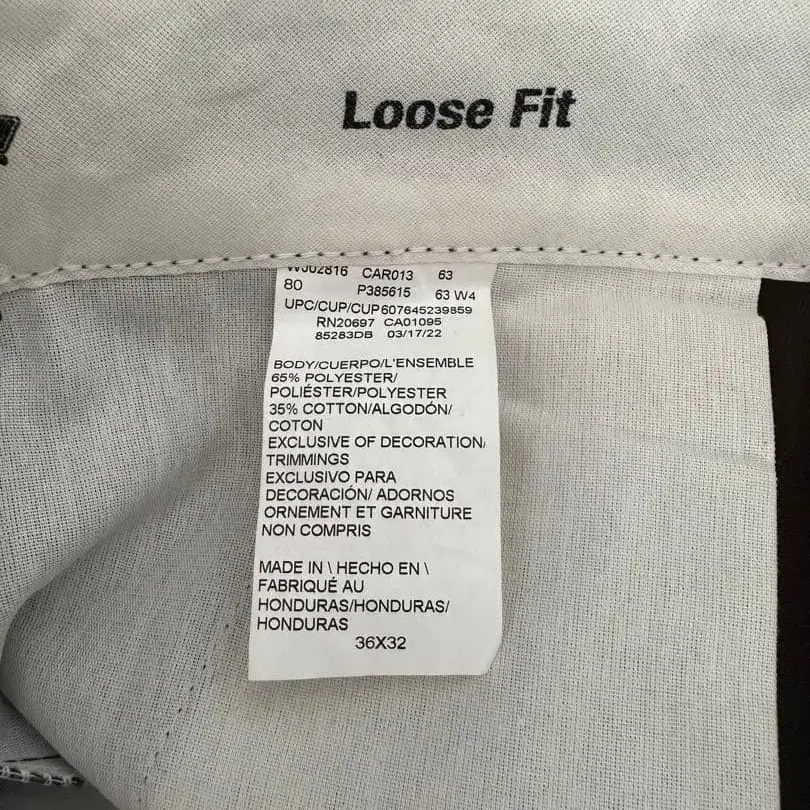 Loose Fit
WJ02816 CAR013 63
80 P385615 63 W4
UPC/CUP/CUP607645239859
RN20697 CA01095
85283DB 03/17/22
BODY/CUERPO/L'ENSEMBLE
65% POLYESTER/
POLIÉSTER/POLYESTER
35% COTTON/ALGODÓN/
COTON
EXCLUSIVE OF DECORATION/
TRIMMINGS
EXCLUSIVO PARA
DECORACIÓN/ ADORNOS
ORNEMENT ET GARNITURE
NON COMPRIS
MADE IN \ HECHO EN \
FABRIQUÉ AU
HONDURAS/HONDURAS/
HONDURAS
36X32